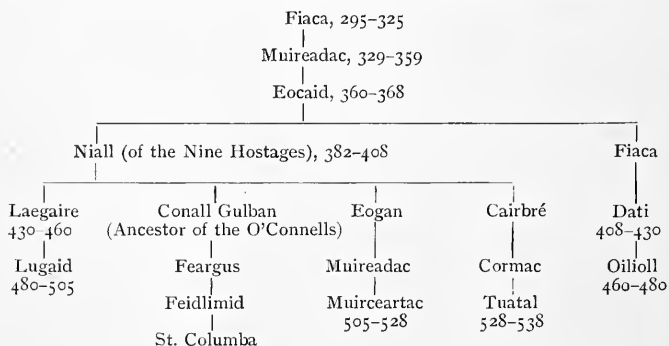 Fiaca, 295–325
Muireadac, 329–359
Eocaid, 360–368
Niall (of the Nine Hostages), 382–408 Fiaca
Laegaire Conall Gulban Eogan Cairbré Dati
430–460 (Ancestor of the O'Connells) 408–430
Lugaid Feargus Muireadac Cormac Oilioll
480–505 460–480
Feidlimid Muirceartac Tuatal
505–528 528–538
St. Columba